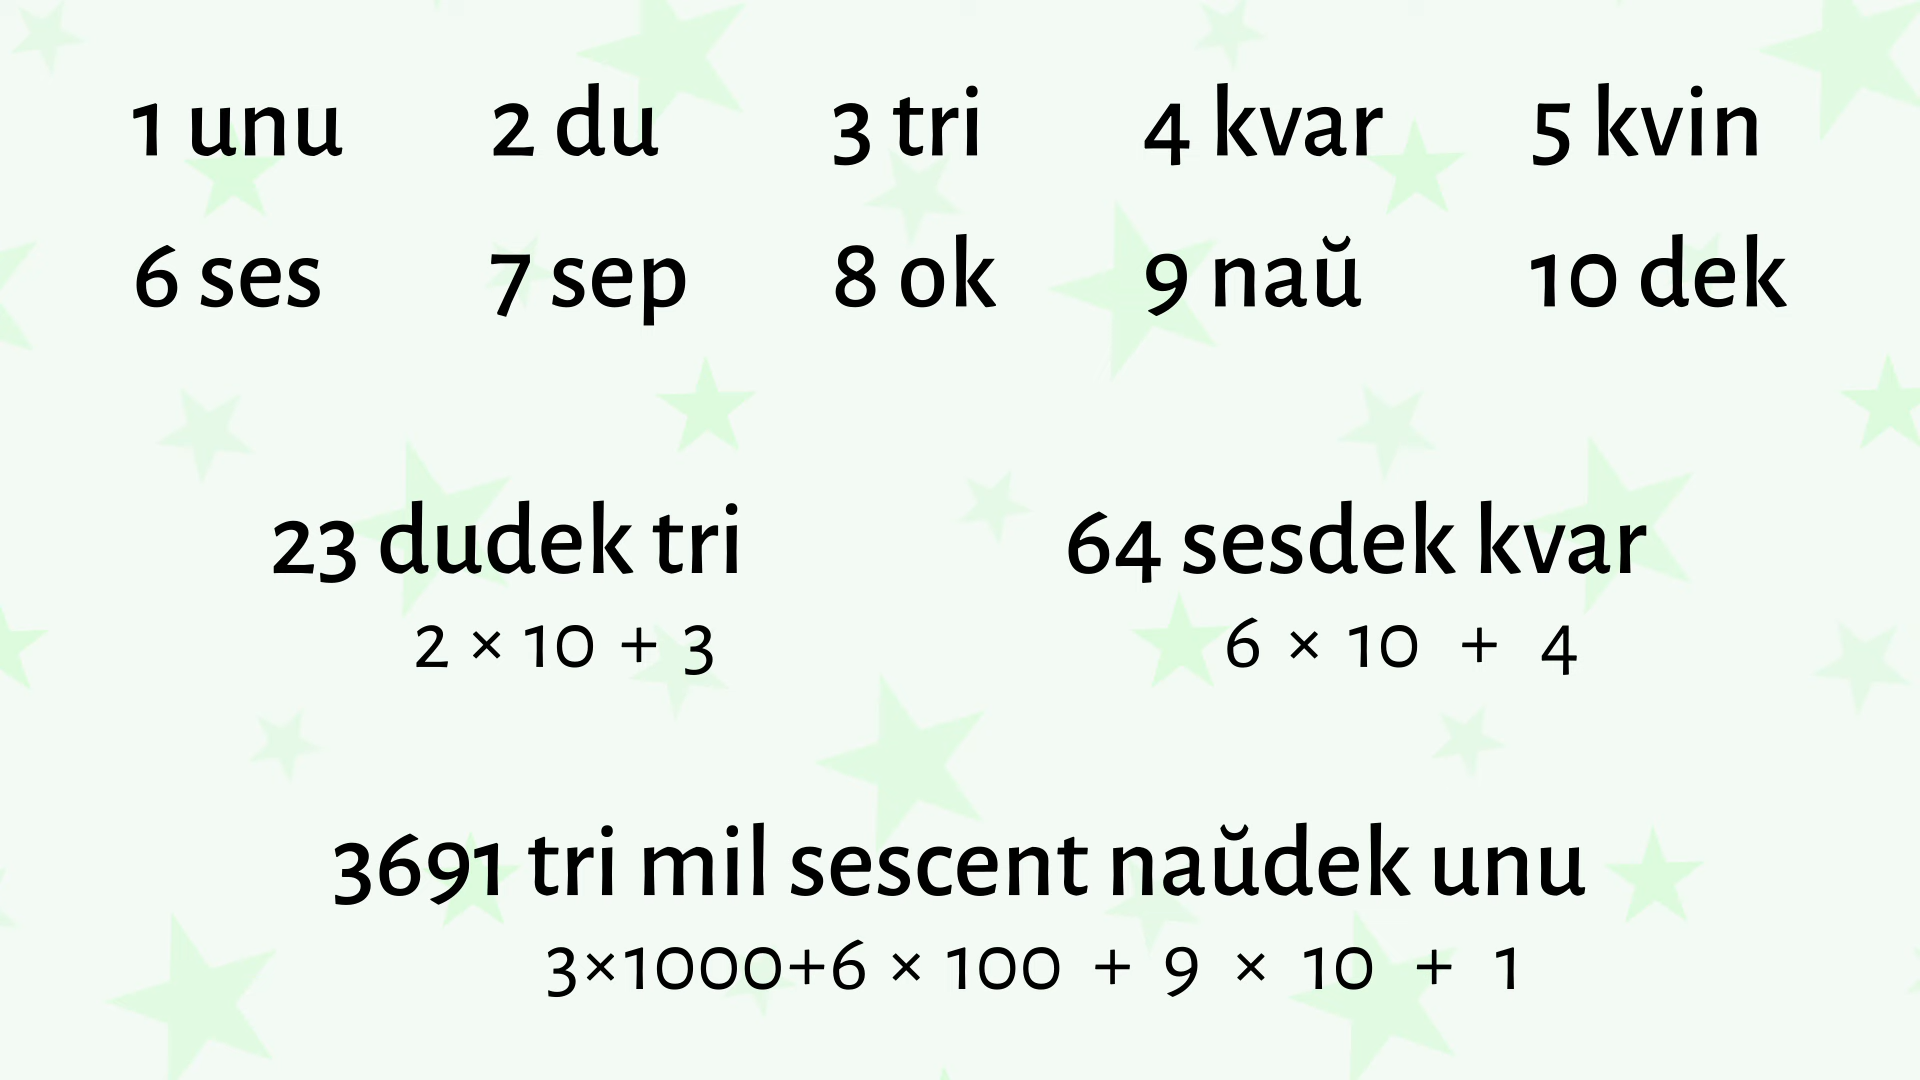 1 unu 2 du 3 tri 4 kvar 5 kvin
6 ses 7 sep 8 ok 9 naŭ 10 dek
23 dudek tri 64 sesdek kvar
2 × 10 + 3 6 × 10 + 4
3691 tri mil sescent naŭdek unu
3×1000+6 × 100 + 9 × 10 + 1